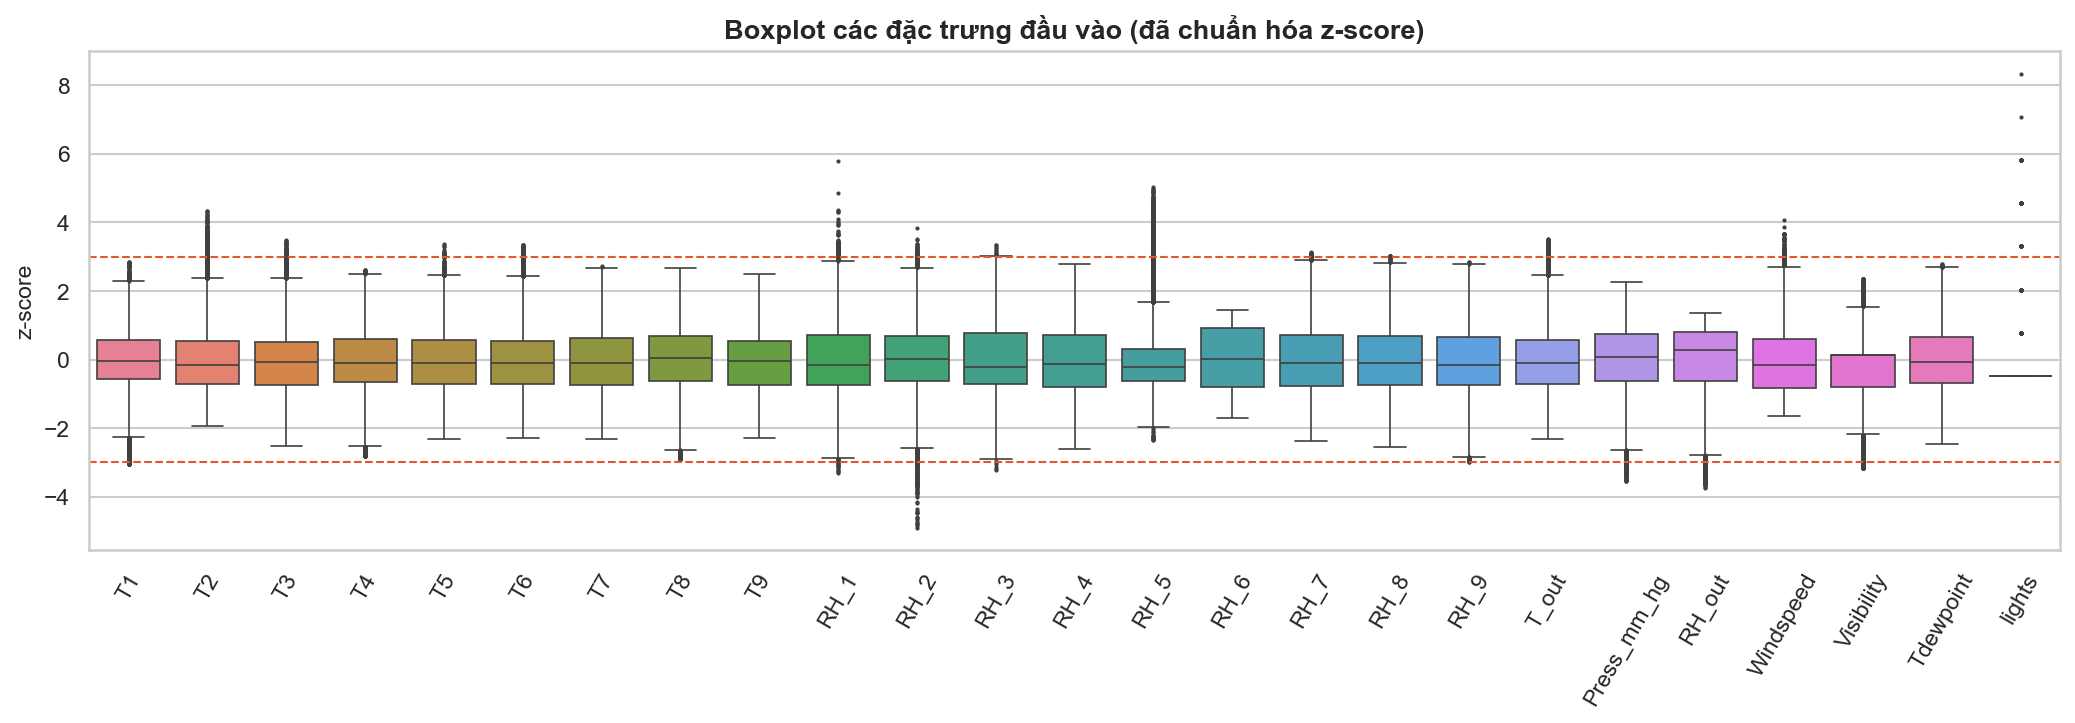 Boxplot các đặc trưng đầu vào (đã chuẩn hóa z-score)
z-score
8
6
4
2
0
−2
−4
T1
T2
T3
T4
T5
T6
T7
T8
T9
RH_1
RH_2
RH_3
RH_4
RH_5
RH_6
RH_7
RH_8
RH_9
T_out
Press_mm_hg
RH_out
Windspeed
Visibility
Tdewpoint
lights